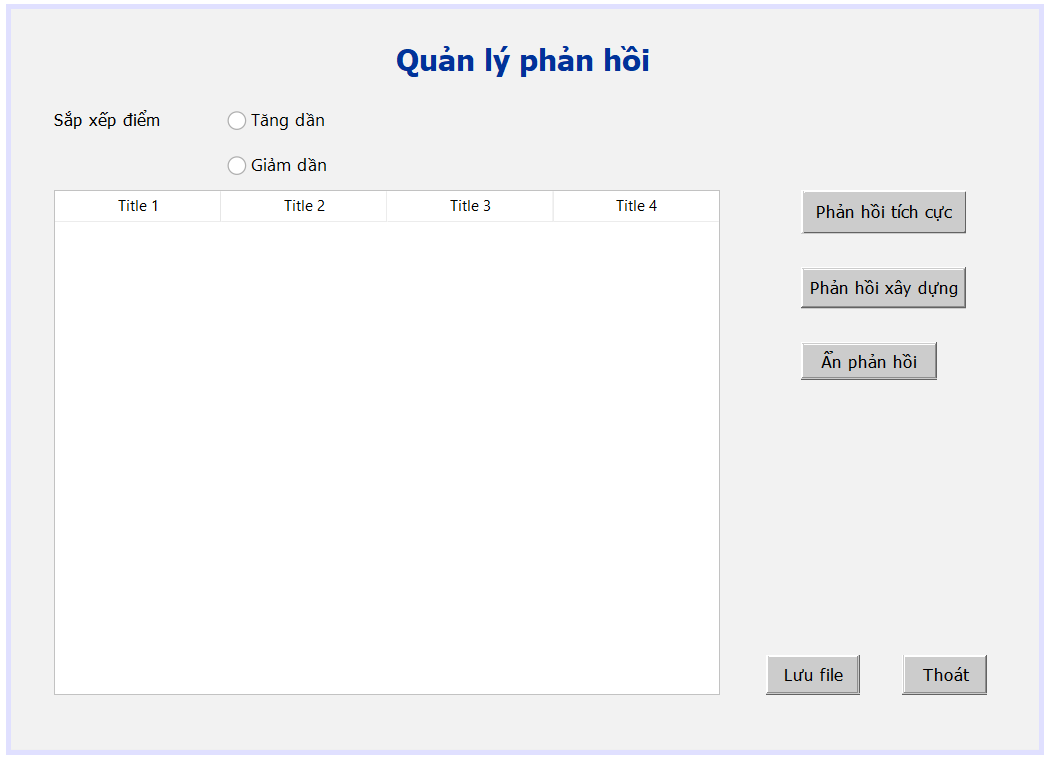 Quản lý phản hồi
Sắp xếp điểm
Tăng dần
Giảm dần
Title 1 Title 2 Title 3 Title 4
Phản hồi tích cực
Phản hồi xây dựng
Ẩn phản hồi
Lưu file Thoát